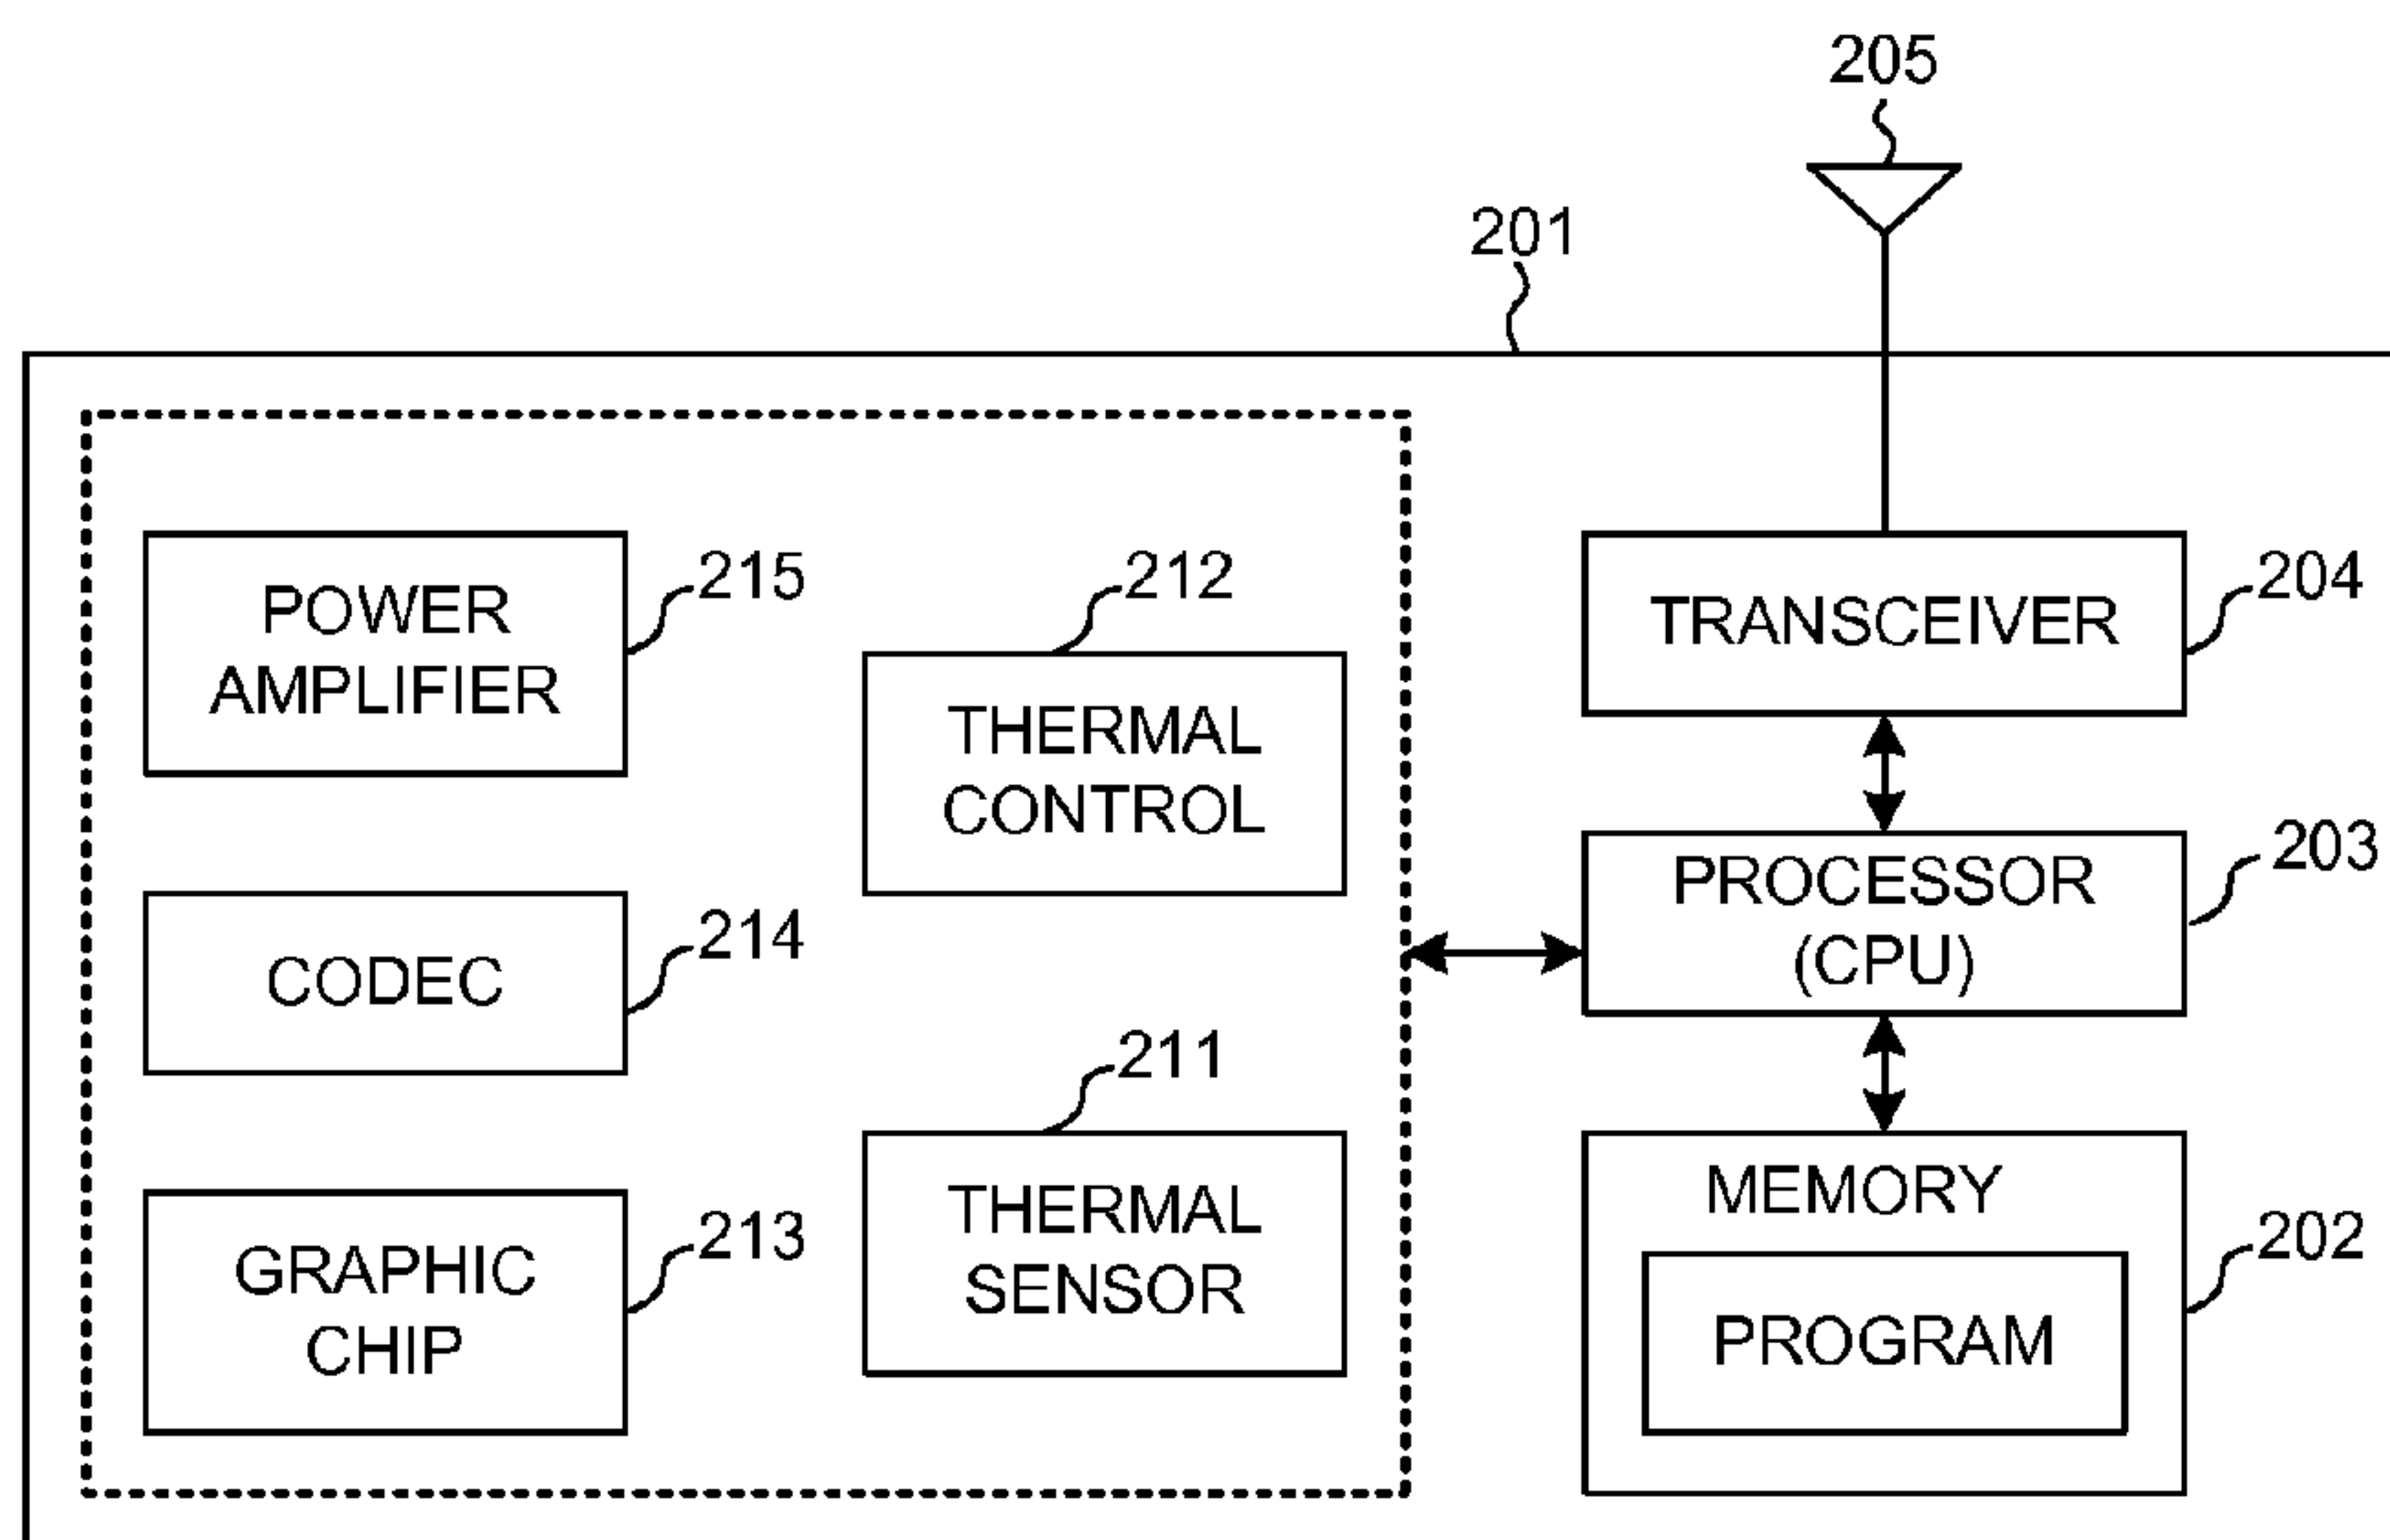 205
201
POWER
AMPLIFIER
215
212
THERMAL
CONTROL
TRANSCEIVER
204
CODEC
214
PROCESSOR
(CPU)
203
211
THERMAL
SENSOR
GRAPHIC
CHIP
213
MEMORY
PROGRAM
202